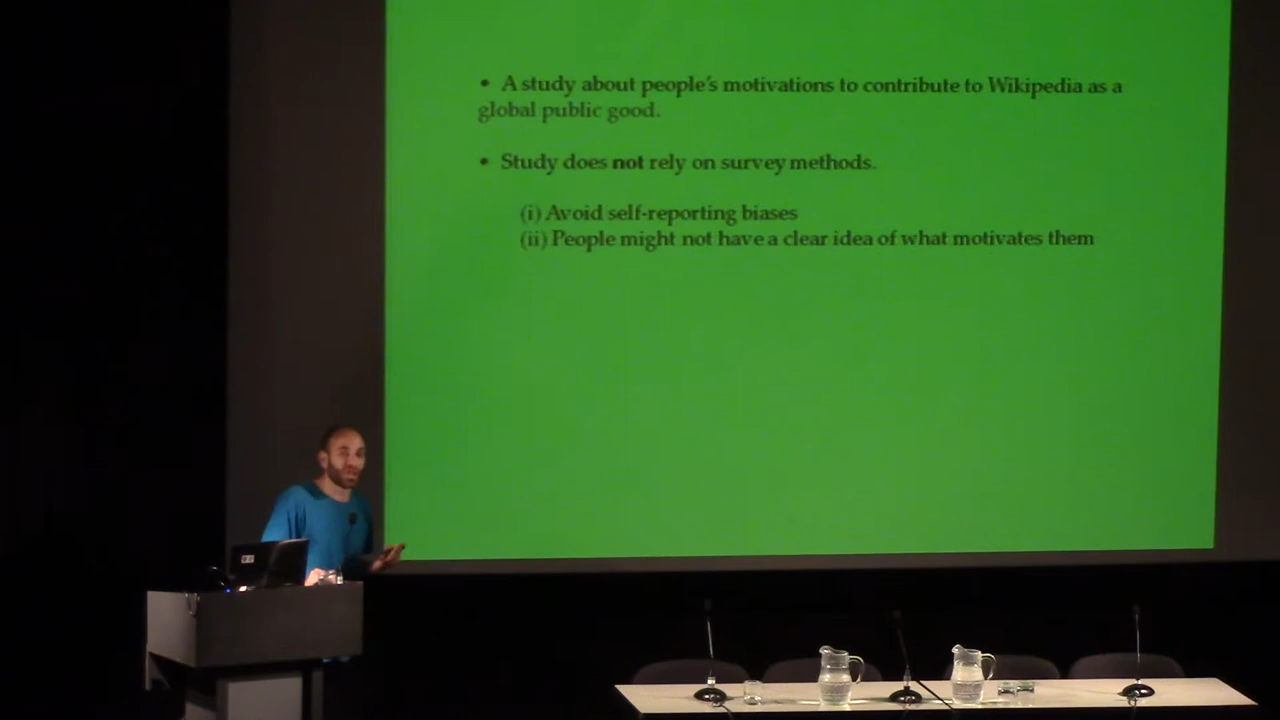 • A study about people's motivations to contribute to Wikipedia as a
global public good.
• Study does not rely on survey methods.
(i) Avoid self-reporting biases
(ii) People might not have a clear idea of what motivates them